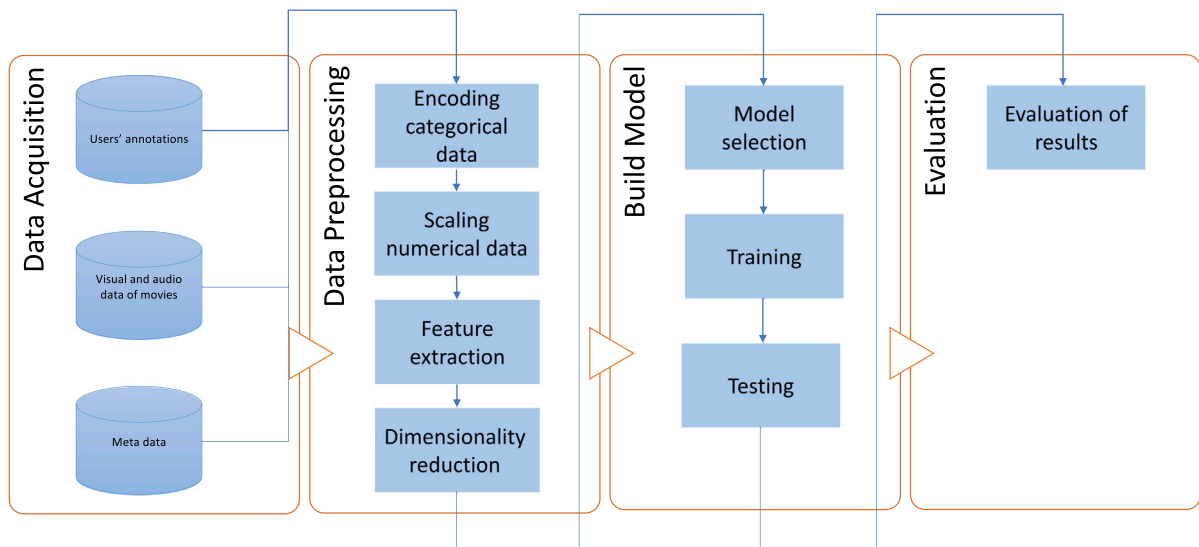 Data Acquisition
Users’ annotations
Visual and audio
data of movies
Meta data
Data Preprocessing
Encoding
categorical
data
Scaling
numerical data
Feature
extraction
Dimensionality
reduction
Build Model
Model
selection
Training
Testing
Evaluation
Evaluation of
results